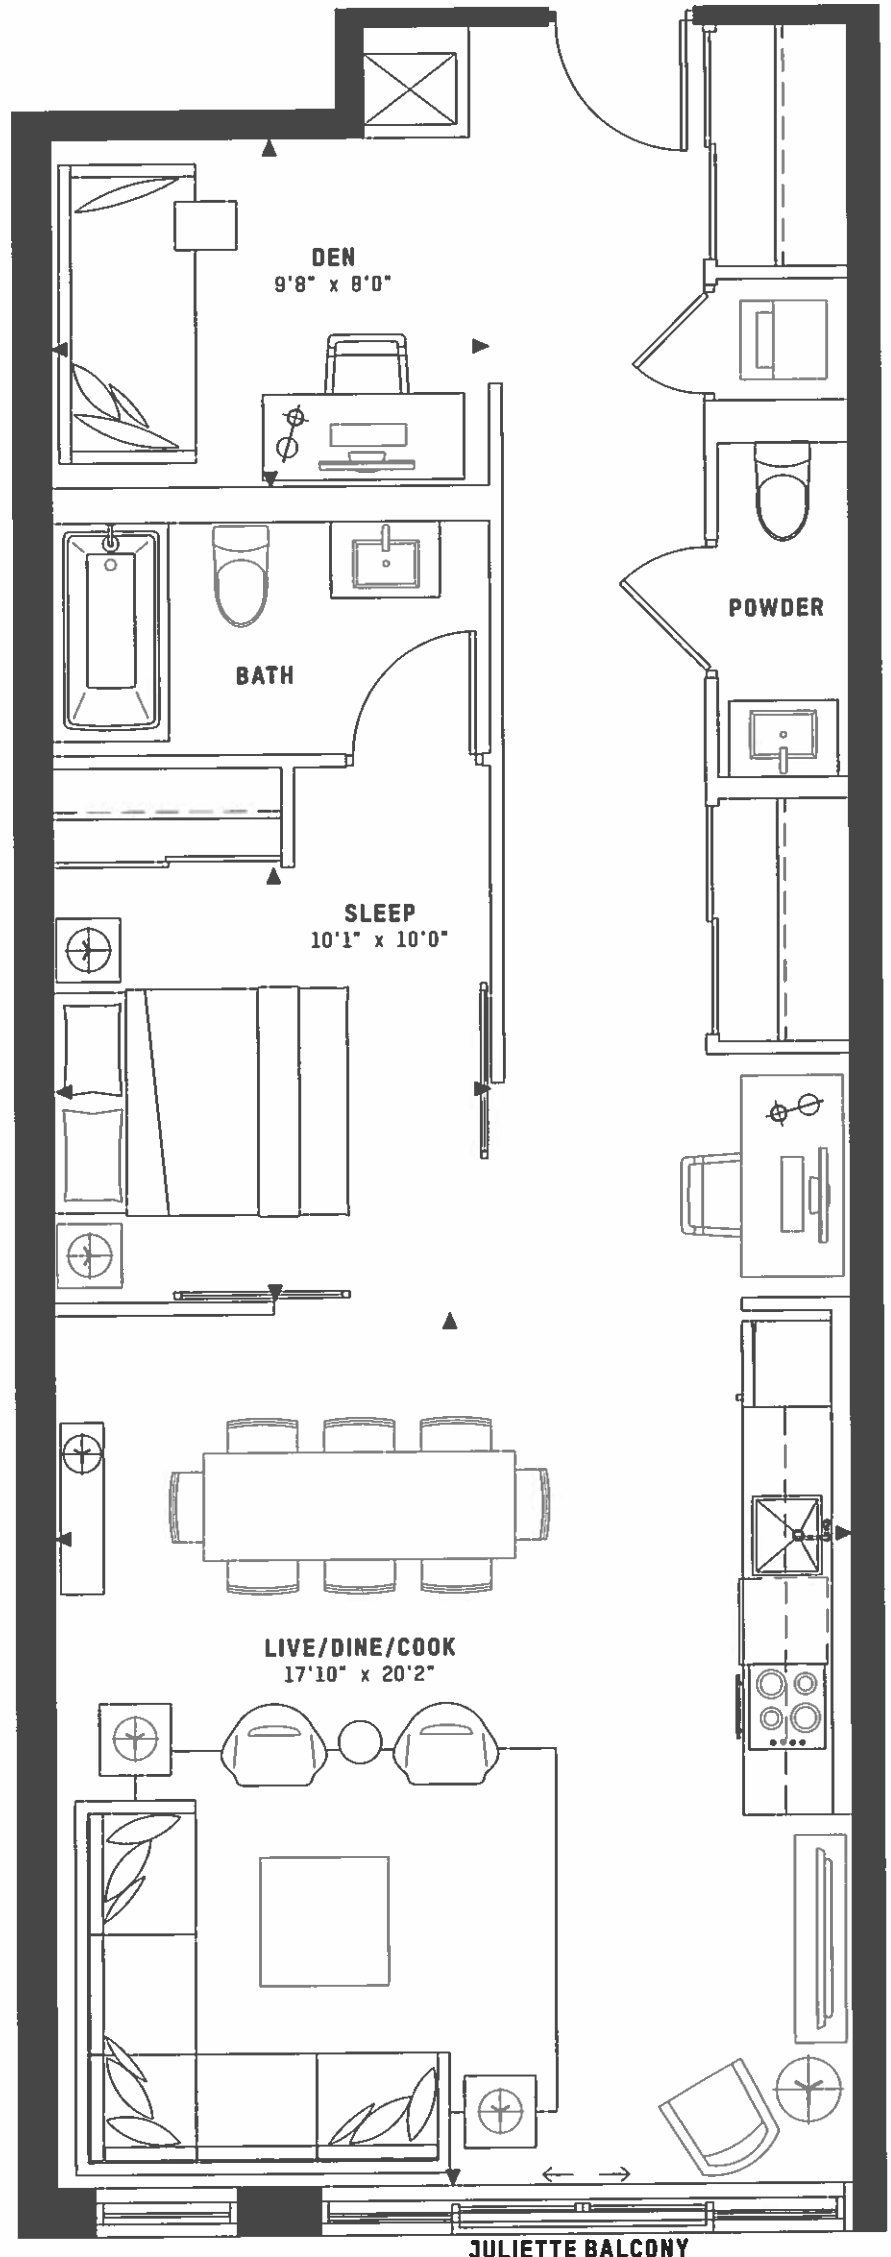 DEN
9'8" x 8'0"
POWDER
BATH
SLEEP
10'1" x 10'0"
LIVE/DINE/COOK
17'10" x 20'2"
JULIETTE BALCONY